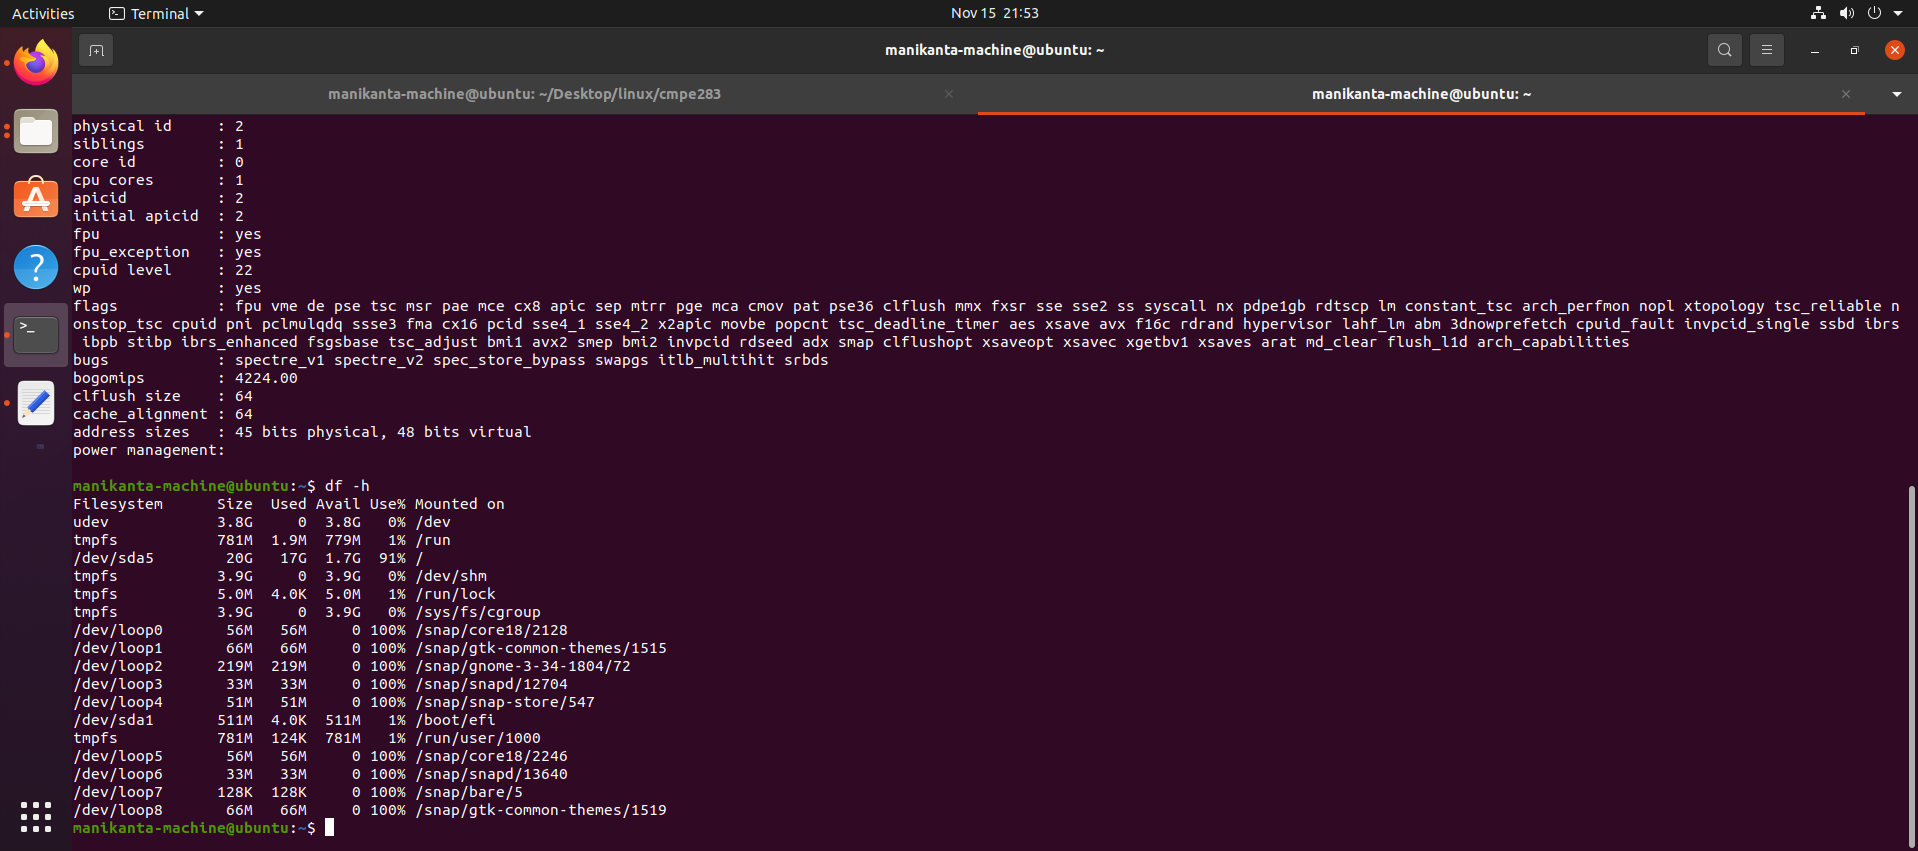 Activities
Terminal
Nov 15 21:53
manikanta-machine@ubuntu: ~
manikanta-machine@ubuntu: ~/Desktop/linux/cmpe283
manikanta-machine@ubuntu: ~
physical id     : 2
siblings        : 1
core id         : 0
cpu cores       : 1
apicid          : 2
initial apicid  : 2
fpu             : yes
fpu_exception   : yes
cpuid level     : 22
wp              : yes
flags           : fpu vme de pse tsc msr pae mce cx8 apic sep mtrr pge mca cmov pat pse36 clflush mmx fxsr sse sse2 ss syscall nx pdpe1gb rdtscp lm constant_tsc arch_perfmon nopl xtopology tsc_reliable n
onstop_tsc cpuid pni pclmulqdq ssse3 fma cx16 pcid sse4_1 sse4_2 x2apic movbe popcnt tsc_deadline_timer aes xsave avx f16c rdrand hypervisor lahf_lm abm 3dnowprefetch cpuid_fault invpcid_single ssbd ibrs
 ibpb stibp ibrs_enhanced fsgsbase tsc_adjust bmi1 avx2 smep bmi2 invpcid rdseed adx smap clflushopt xsaveopt xsavec xgetbv1 xsaves arat md_clear flush_l1d arch_capabilities
bugs            : spectre_v1 spectre_v2 spec_store_bypass swapgs itlb_multihit srbds
bogomips        : 4224.00
clflush size    : 64
cache_alignment : 64
address sizes   : 45 bits physical, 48 bits virtual
power management:
manikanta-machine@ubuntu:~$ df -h
Filesystem      Size  Used Avail Use% Mounted on
udev            3.8G     0  3.8G   0% /dev
tmpfs           781M  1.9M  779M   1% /run
/dev/sda5        20G   17G  1.7G  91% /
tmpfs           3.9G     0  3.9G   0% /dev/shm
tmpfs           5.0M  4.0K  5.0M   1% /run/lock
tmpfs           3.9G     0  3.9G   0% /sys/fs/cgroup
/dev/loop0       56M   56M     0 100% /snap/core18/2128
/dev/loop1       66M   66M     0 100% /snap/gtk-common-themes/1515
/dev/loop2      219M  219M     0 100% /snap/gnome-3-34-1804/72
/dev/loop3       33M   33M     0 100% /snap/snapd/12704
/dev/loop4       51M   51M     0 100% /snap/snap-store/547
/dev/sda1       511M  4.0K  511M   1% /boot/efi
tmpfs           781M  124K  781M   1% /run/user/1000
/dev/loop5       56M   56M     0 100% /snap/core18/2246
/dev/loop6       33M   33M     0 100% /snap/snapd/13640
/dev/loop7      128K  128K     0 100% /snap/bare/5
/dev/loop8       66M   66M     0 100% /snap/gtk-common-themes/1519
manikanta-machine@ubuntu:~$